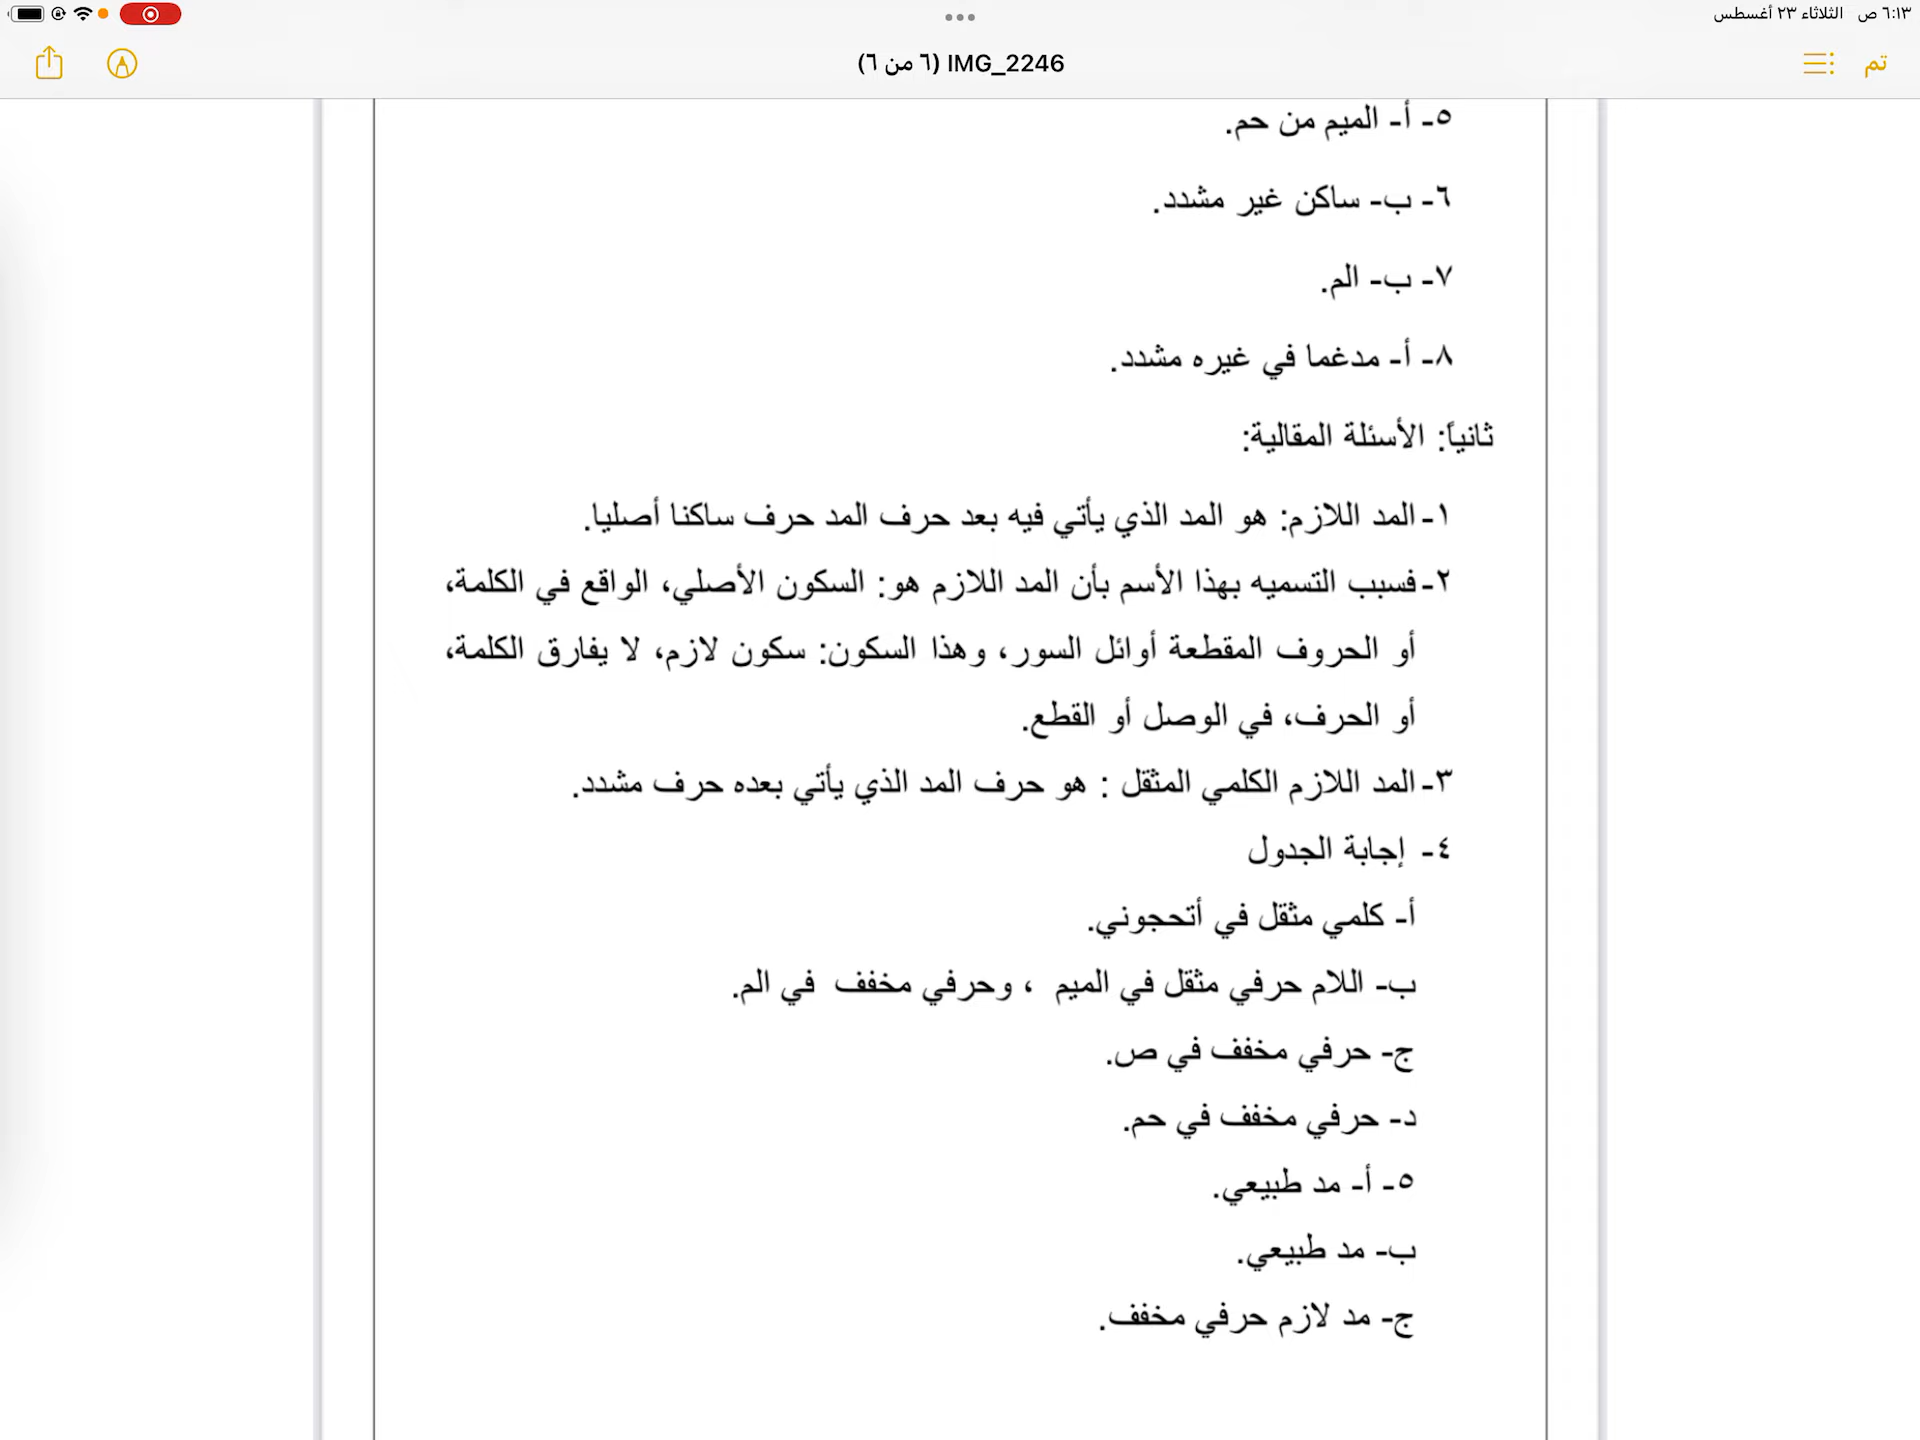 ٦:١٣ ص الثلاثاء ٢٣ أغسطس
تم
IMG_2246 (٦ من ٦)
٥- أ- الميم من حم.
٦- ب- ساكن غير مشدد.
٧- ب- الم.
٨- أ- مدغما في غيره مشدد.
ثانياً: الأسئلة المقالية:
١- المد اللازم: هو المد الذي يأتي فيه بعد حرف المد حرف ساكنا أصليا.
٢- فسبب التسميه بهذا الأسم بأن المد اللازم هو: السكون الأصلي، الواقع في الكلمة،
أو الحروف المقطعة أوائل السور، وهذا السكون: سكون لازم، لا يفارق الكلمة،
أو الحرف، في الوصل أو القطع.
٣- المد اللازم الكلمي المثقل : هو حرف المد الذي يأتي بعده حرف مشدد.
٤- إجابة الجدول
أ- كلمي مثقل في أتحجوني.
ب- اللام حرفي مثقل في الميم ، وحرفي مخفف في الم.
ج- حرفي مخفف في ص.
د- حرفي مخفف في حم.
٥- أ- مد طبيعي.
ب- مد طبيعي.
ج- مد لازم حرفي مخفف.